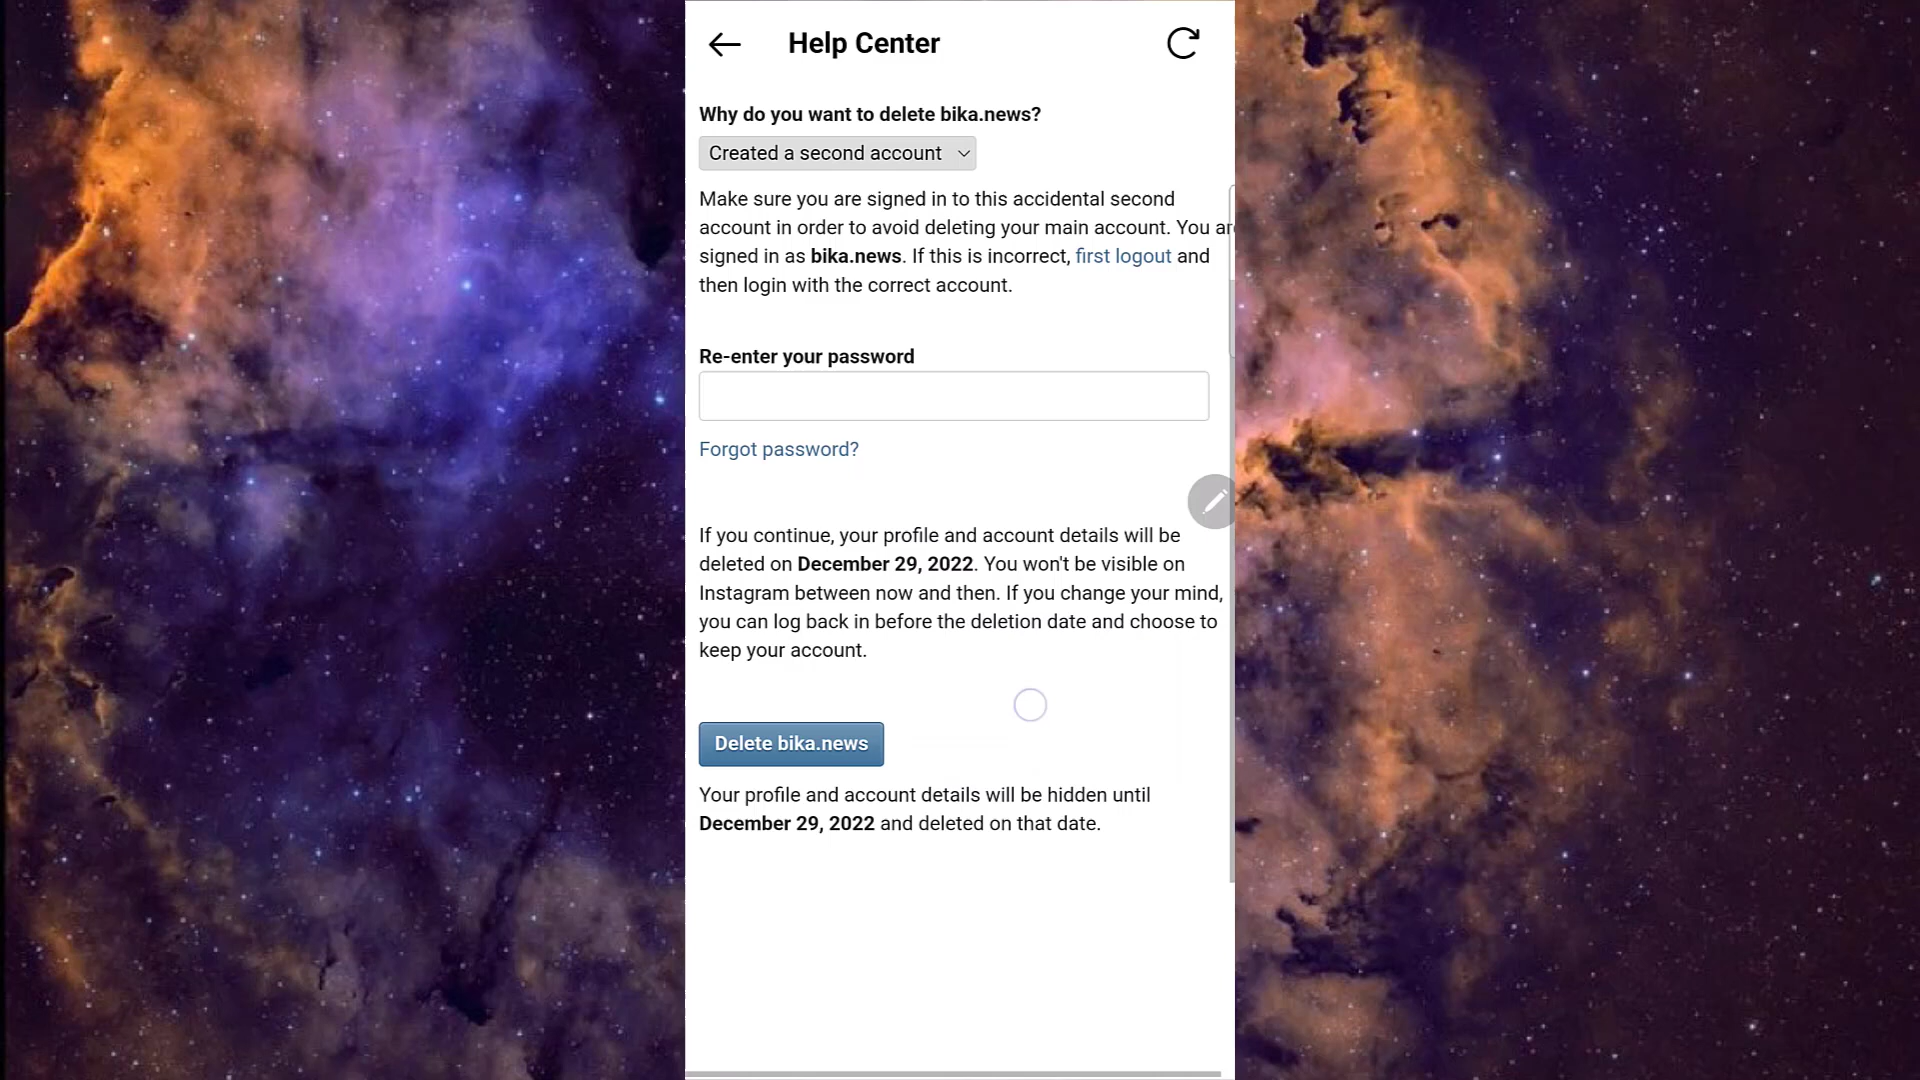 Help Center
Why do you want to delete bika.news?
Created a second account
Make sure you are signed in to this accidental second
account in order to avoid deleting your main account. You ar
signed in as bika.news. If this is incorrect, first logout and
then login with the correct account.
Re-enter your password
Forgot password?
If you continue, your profile and account details will be
deleted on December 29, 2022. You won't be visible on
Instagram between now and then. If you change your mind,
you can log back in before the deletion date and choose to
keep your account.
Delete bika.news
Your profile and account details will be hidden until
December 29, 2022 and deleted on that date.